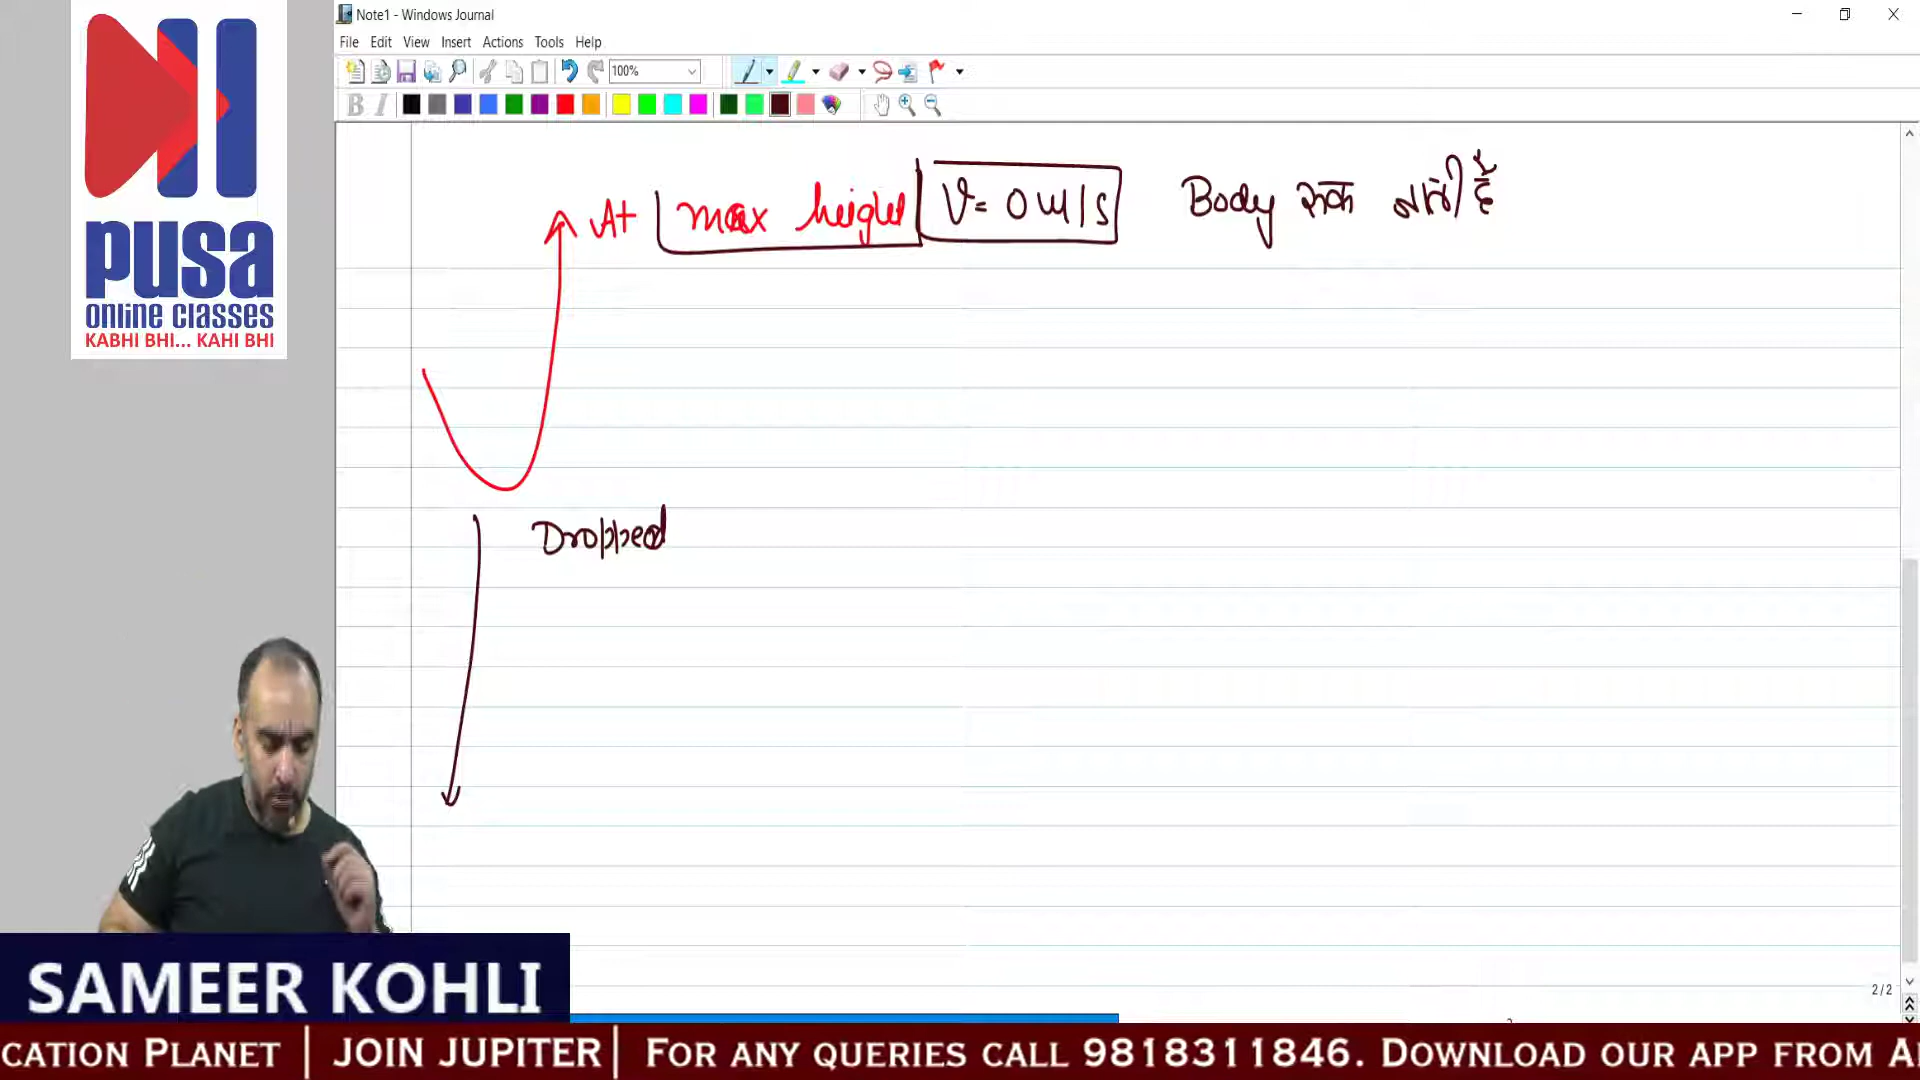 Note1 - Windows Journal
File Edit View Insert Actions Tools Help
100%
B I
PUSA
ONLINE CLASSES
KABHI BHI... KAHI BHI
At max height V= 0 m/s Body रुक जाती है
Dropped
2 / 2
SAMEER KOHLI
CATION PLANET | JOIN JUPITER| FOR ANY QUERIES CALL 9818311846. DOWNLOAD OUR APP FROM A